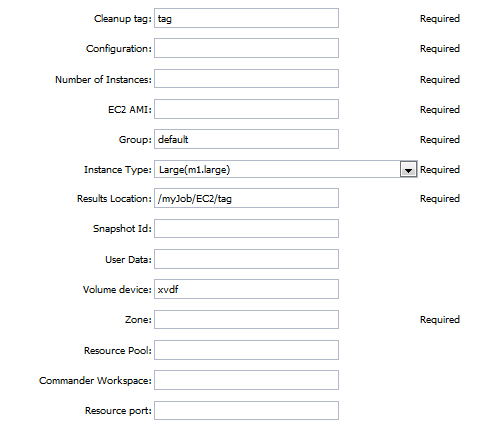 Cleanup tag: tag Required
Configuration: Required
Number of Instances: Required
EC2 AMI: Required
Group: default Required
Instance Type: Large(m1.large) Required
Results Location: /myJob/EC2/tag Required
Snapshot Id:
User Data:
Volume device: xvdf
Zone: Required
Resource Pool:
Commander Workspace:
Resource port: